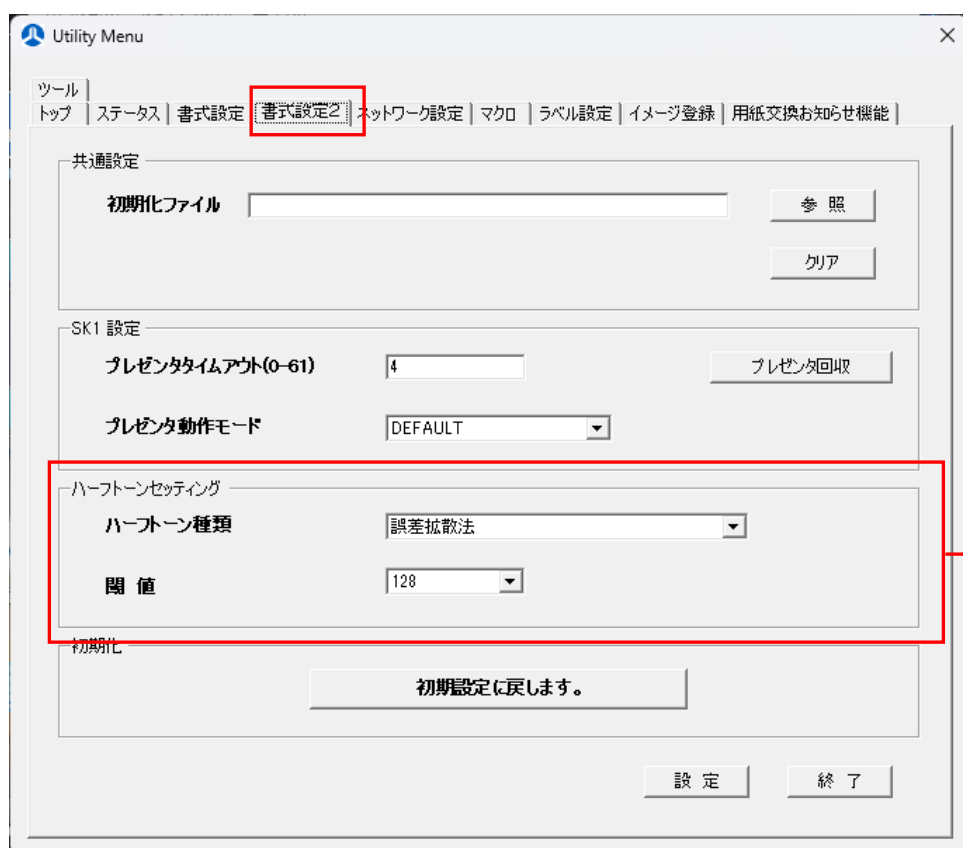 Utility Menu
ツール
トップ ステータス 書式設定 書式設定2 ネットワーク設定 マクロ ラベル設定 イメージ登録 用紙交換お知らせ機能
共通設定
初期化ファイル 参 照
クリア
SK1 設定
プレゼンタタイムアウト(0-61) 4 プレゼンタ回収
プレゼンタ動作モード DEFAULT
ハーフトーンセッティング
ハーフトーン種類 誤差拡散法
閾 値 128
初期化
初期設定に戻します。
設 定 終 了